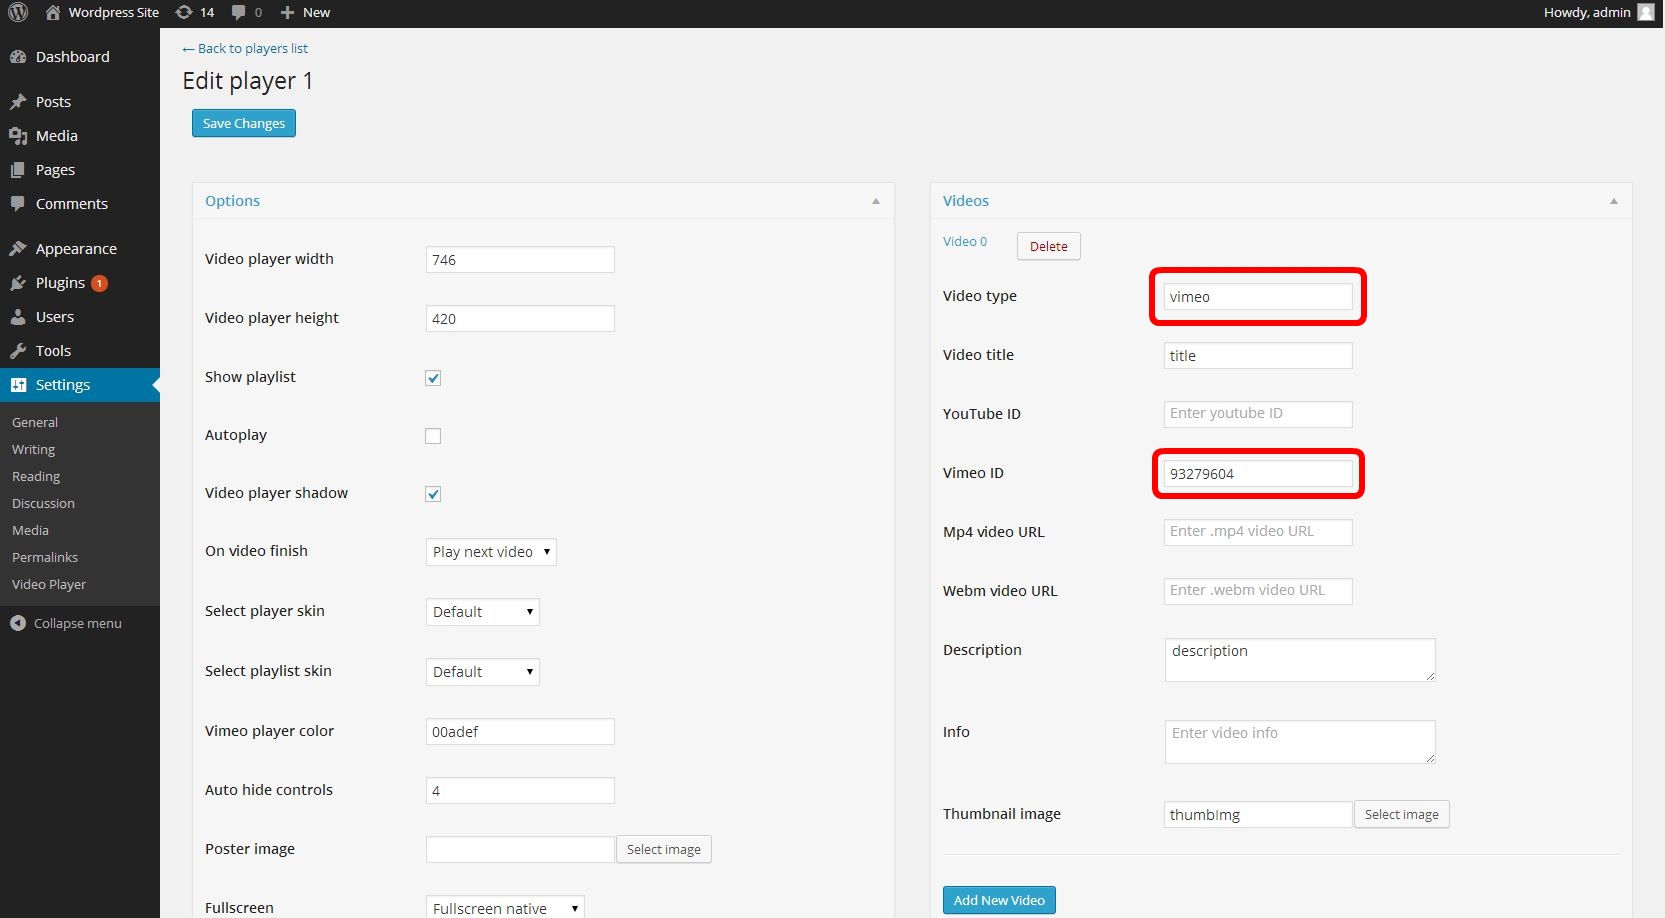 Wordpress Site 14 0 New Howdy, admin
Dashboard
Posts
Media
Pages
Comments
Appearance
Plugins 1
Users
Tools
Settings
General
Writing
Reading
Discussion
Media
Permalinks
Video Player
Collapse menu
← Back to players list
Edit player 1
Save Changes
Options
Video player width 746
Video player height 420
Show playlist
Autoplay
Video player shadow
On video finish Play next video
Select player skin Default
Select playlist skin Default
Vimeo player color 00adef
Auto hide controls 4
Poster image Select image
Fullscreen Fullscreen native
Videos
Video 0 Delete
Video type vimeo
Video title title
YouTube ID Enter youtube ID
Vimeo ID 93279604
Mp4 video URL Enter .mp4 video URL
Webm video URL Enter .webm video URL
Description description
Info Enter video info
Thumbnail image thumbImg Select image
Add New Video